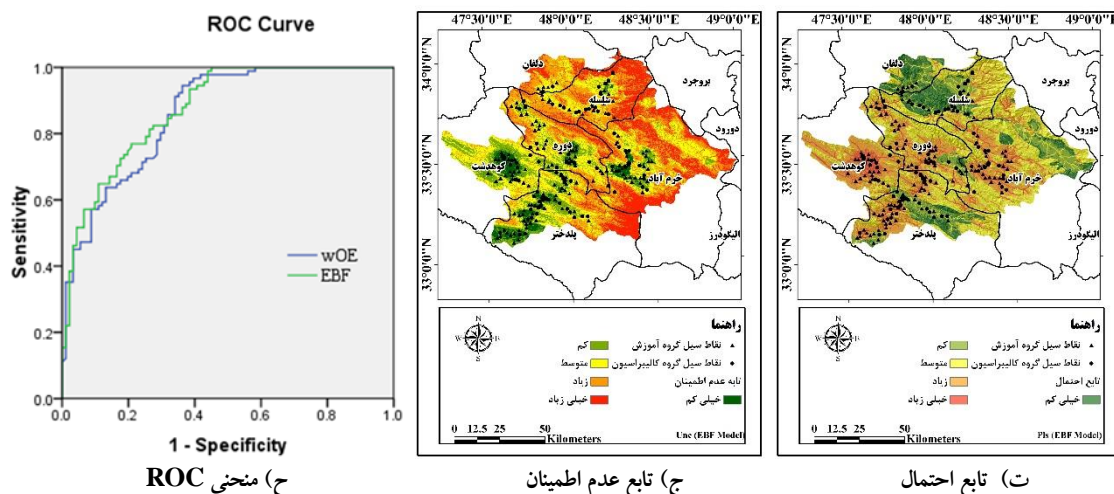 ROC Curve
Sensitivity
1.0
0.8
0.6
0.4
0.2
0.0
wOE
EBF
0.0 0.2 0.4 0.6 0.8 1.0
1 - Specificity
ح) منحنی ROC
47°30'0"E 48°0'0"E 48°30'0"E 49°0'0"E
34°0'0"N
33°30'0"N
33°0'0"N
دلفان
بروجرد
سلسله
دورود
دوره
کوهدشت
خرم آباد
پلدختر
الیگودرز
راهنما
نقاط سیل گروه آموزش
کم
نقاط سیل گروه کالیبراسیون
متوسط
تابه عدم اطمینان
زیاد
خیلی کم
خیلی زیاد
0 12.5 25 50
Kilometers
Unc (EBF Model)
ج) تابع عدم اطمینان
47°30'0"E 48°0'0"E 48°30'0"E 49°0'0"E
34°0'0"N
33°30'0"N
33°0'0"N
دلفان
بروجرد
سلسله
دورود
دوره
کوهدشت
خرم آباد
پلدختر
الیگودرز
راهنما
نقاط سیل گروه آموزش
کم
نقاط سیل گروه کالیبراسیون
متوسط
تابع احتمال
زیاد
خیلی کم
خیلی زیاد
0 12.5 25 50
Kilometers
Pls (EBF Model)
ت) تابع احتمال